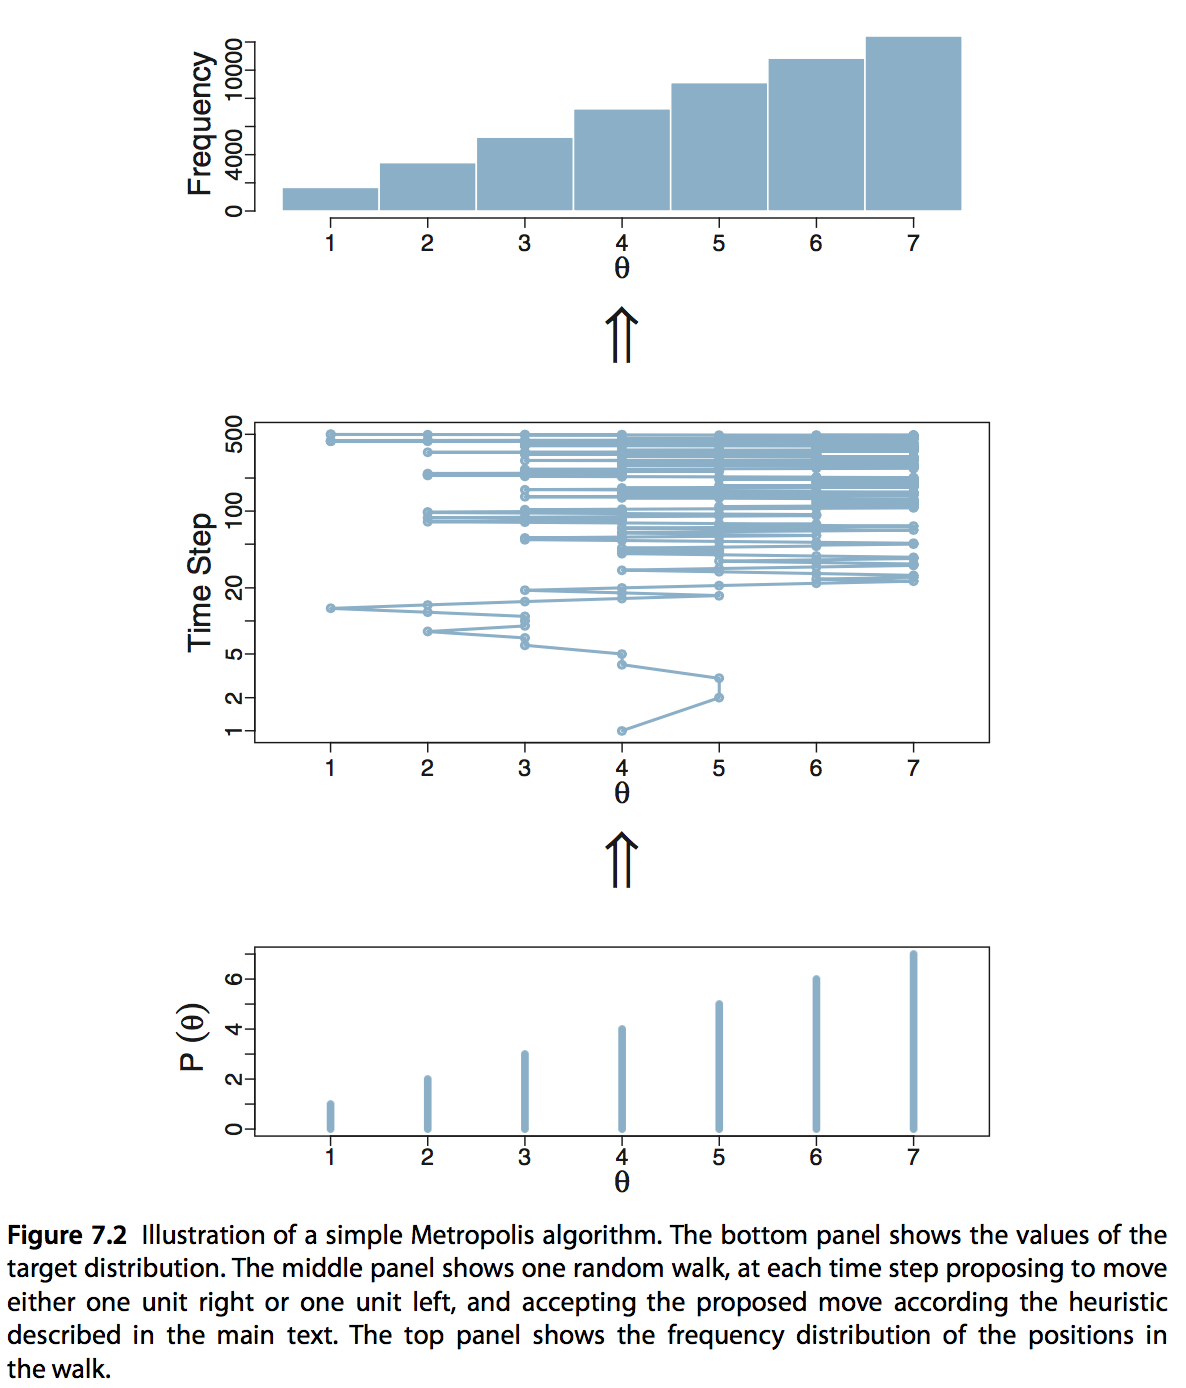 Frequency
10000
4000
0
1 2 3 4 5 6 7
θ
⇑
Time Step
500
100
20
5
2
1
1 2 3 4 5 6 7
θ
⇑
P (θ)
6
4
2
0
1 2 3 4 5 6 7
θ
Figure 7.2 Illustration of a simple Metropolis algorithm. The bottom panel shows the values of the
target distribution. The middle panel shows one random walk, at each time step proposing to move
either one unit right or one unit left, and accepting the proposed move according the heuristic
described in the main text. The top panel shows the frequency distribution of the positions in
the walk.